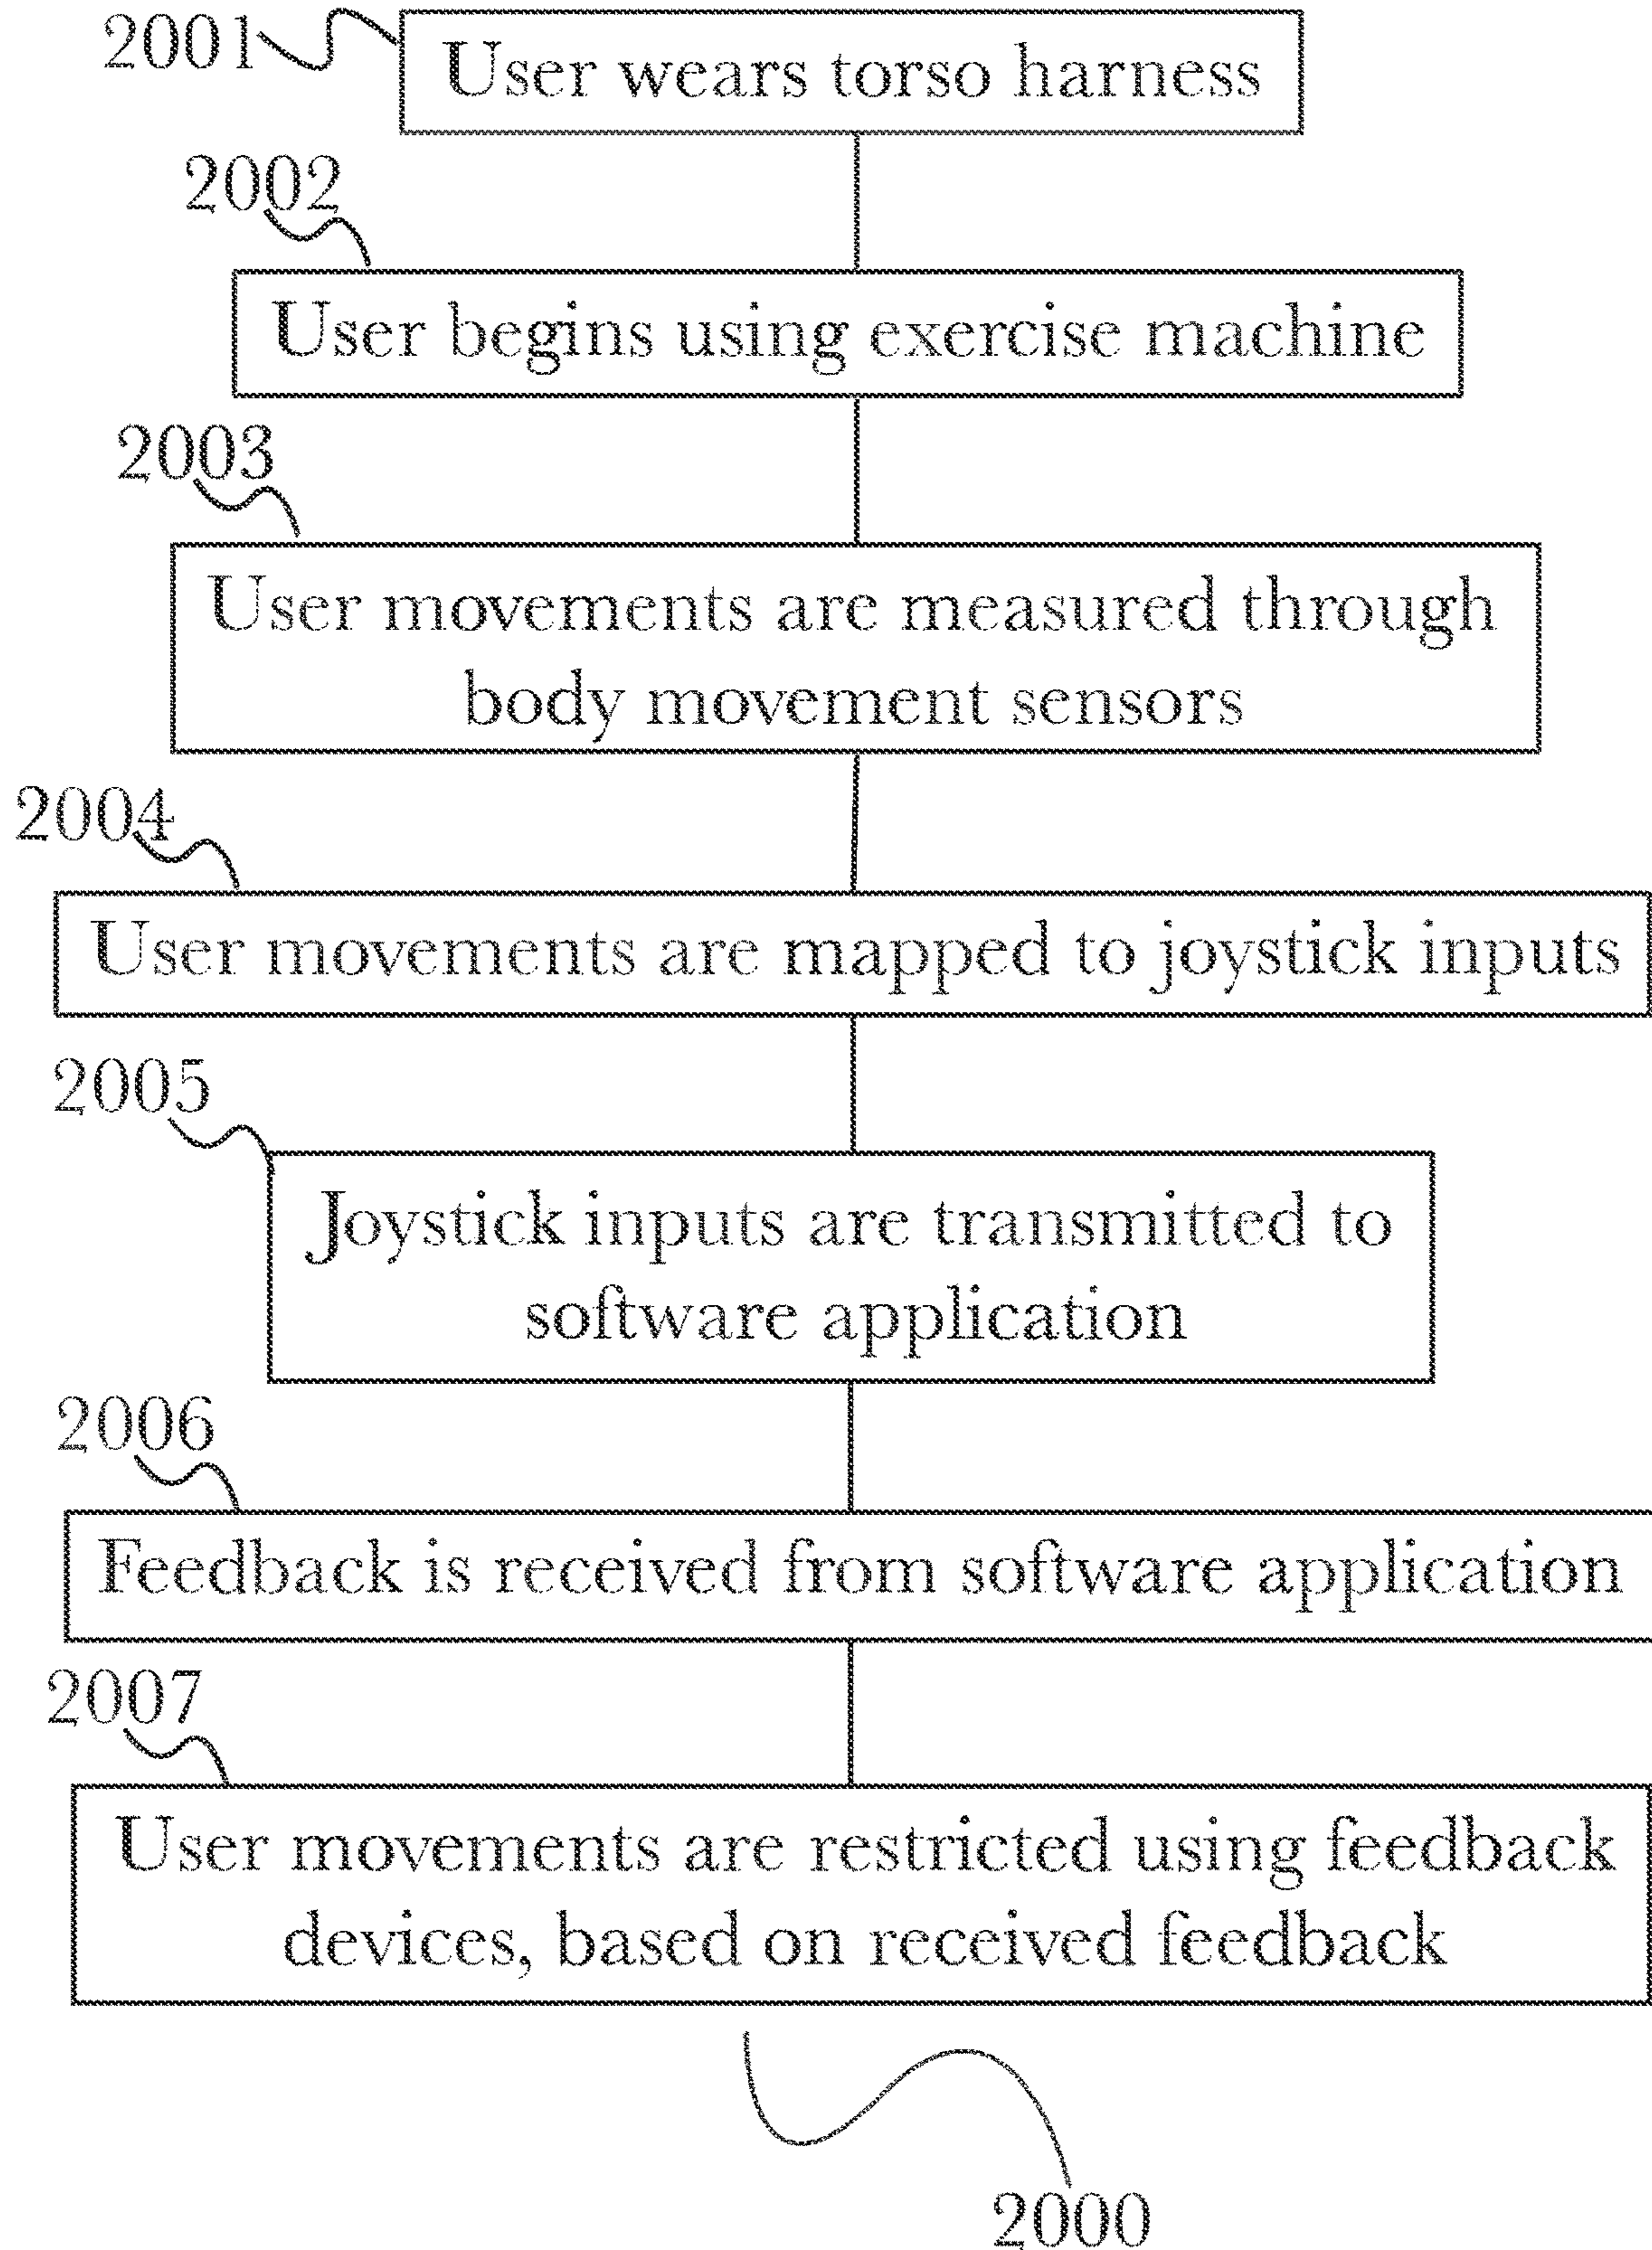 2001
User wears torso harness
2002
User begins using exercise machine
2003
User movements are measured through
body movement sensors
2004
User movements are mapped to joystick inputs
2005
Joystick inputs are transmitted to
software application
2006
Feedback is received from software application
2007
User movements are restricted using feedback
devices, based on received feedback
2000